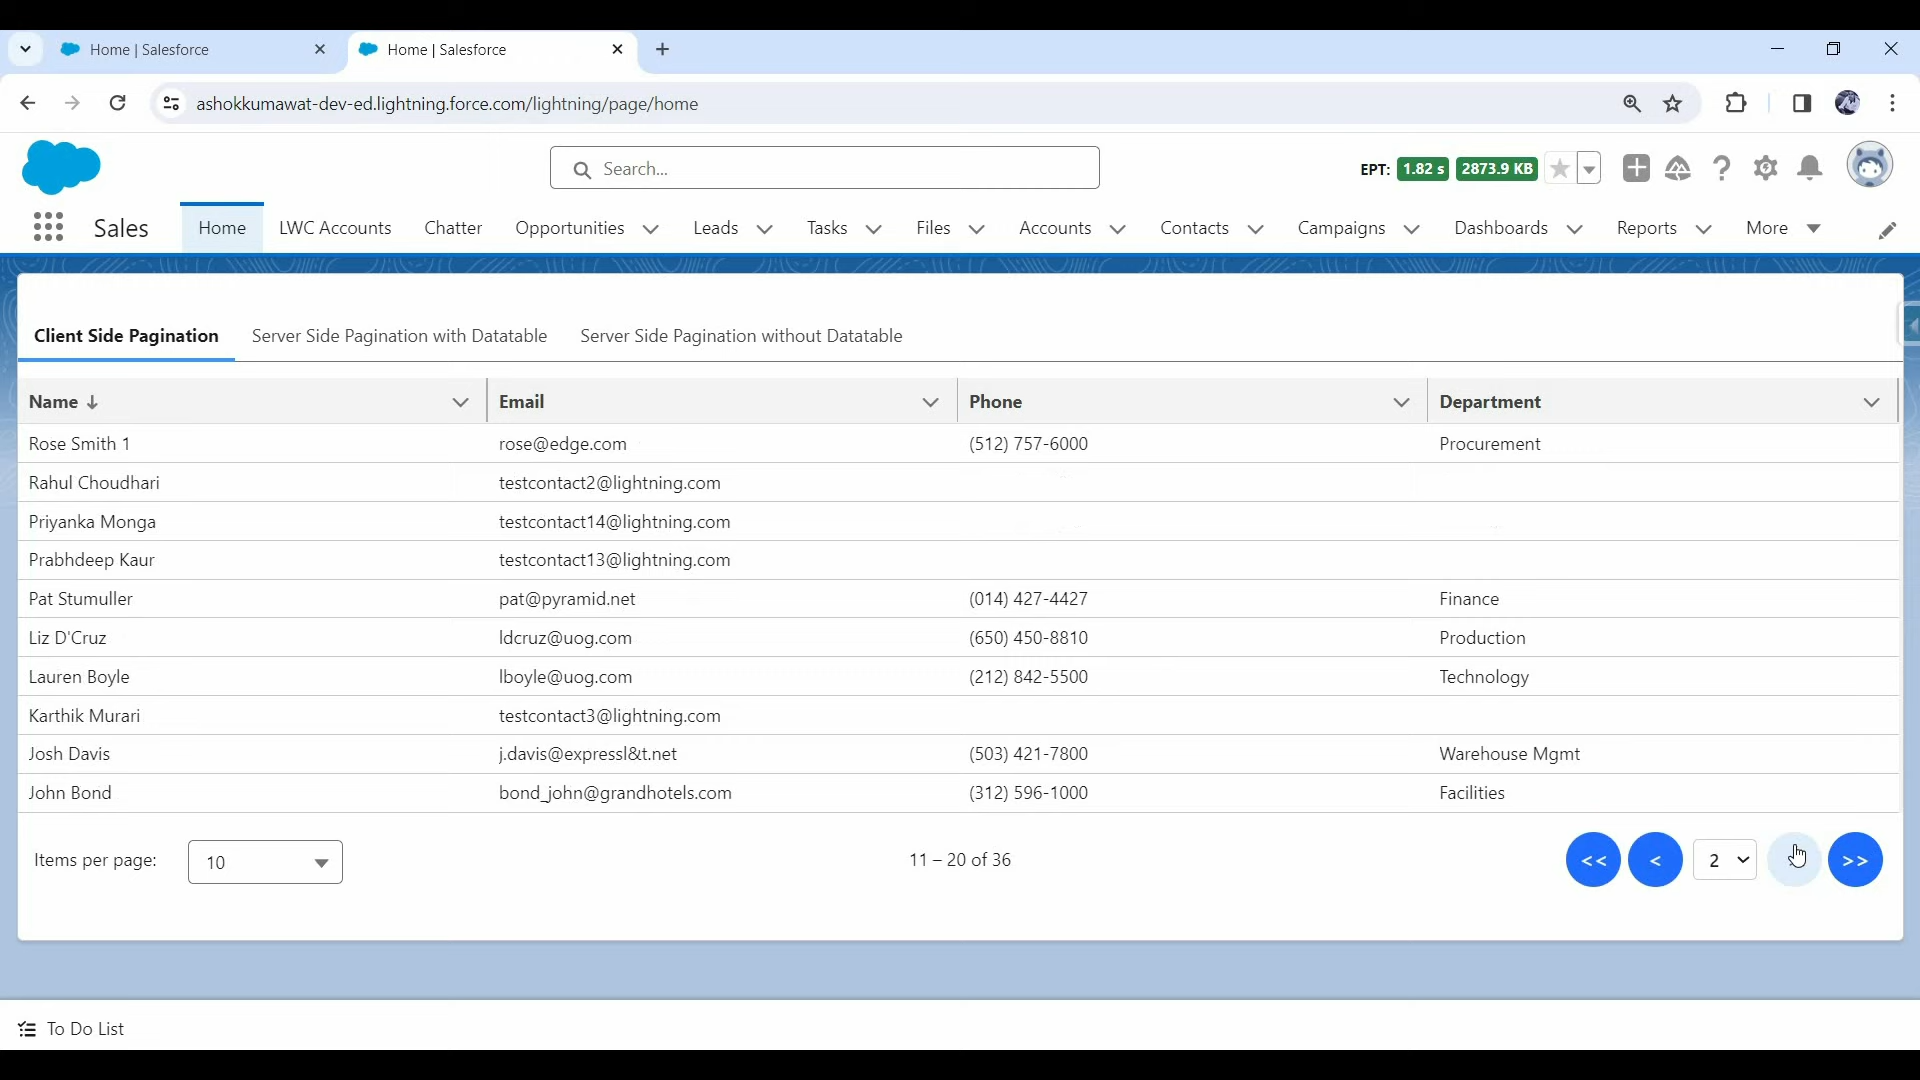 Home | Salesforce
Home | Salesforce
ashokkumawat-dev-ed.lightning.force.com/lightning/page/home
Search...
EPT: 1.82 s 2873.9 KB
Sales Home LWC Accounts Chatter Opportunities Leads Tasks Files Accounts Contacts Campaigns Dashboards Reports More
Client Side Pagination Server Side Pagination with Datatable Server Side Pagination without Datatable
Name Email Phone Department
Rose Smith 1 rose@edge.com (512) 757-6000 Procurement
Rahul Choudhari testcontact2@lightning.com
Priyanka Monga testcontact14@lightning.com
Prabhdeep Kaur testcontact13@lightning.com
Pat Stumuller pat@pyramid.net (014) 427-4427 Finance
Liz D'Cruz ldcruz@uog.com (650) 450-8810 Production
Lauren Boyle lboyle@uog.com (212) 842-5500 Technology
Karthik Murari testcontact3@lightning.com
Josh Davis j.davis@expressl&t.net (503) 421-7800 Warehouse Mgmt
John Bond bond_john@grandhotels.com (312) 596-1000 Facilities
Items per page: 10 11 – 20 of 36 << < 2 >>
To Do List